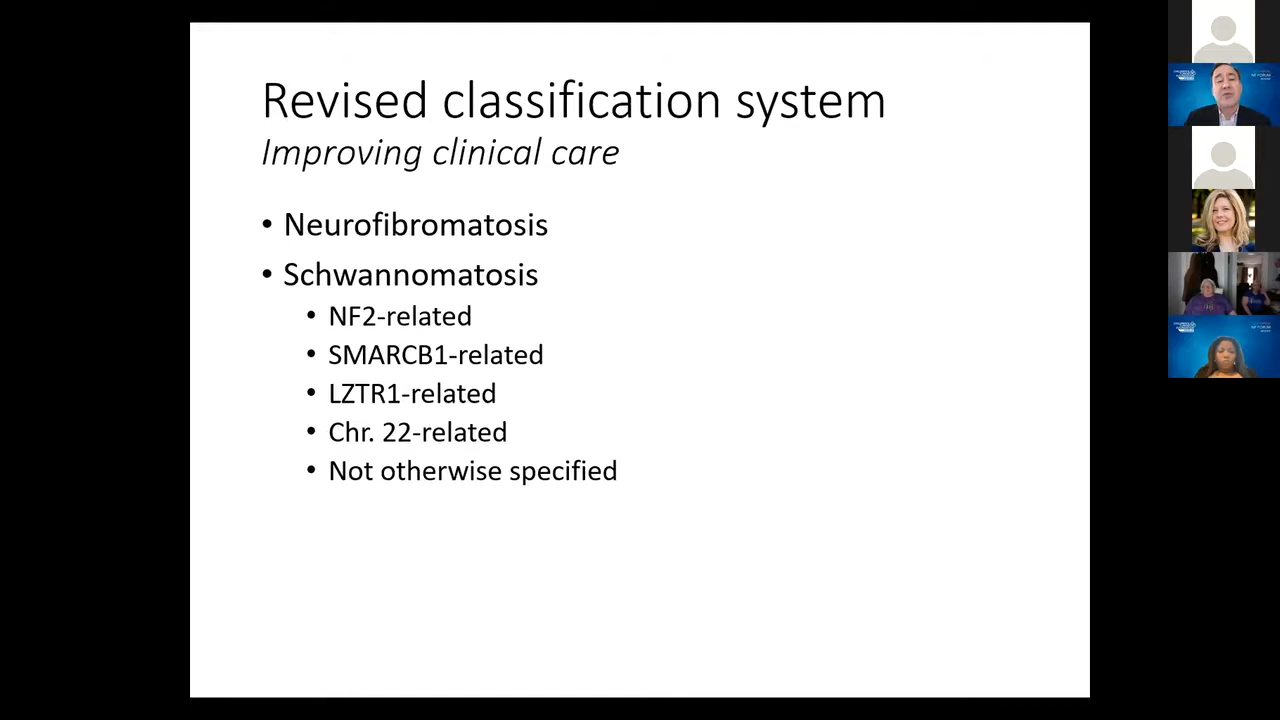 Revised classification system
Improving clinical care
• Neurofibromatosis
• Schwannomatosis
• NF2-related
• SMARCB1-related
• LZTR1-related
• Chr. 22-related
• Not otherwise specified